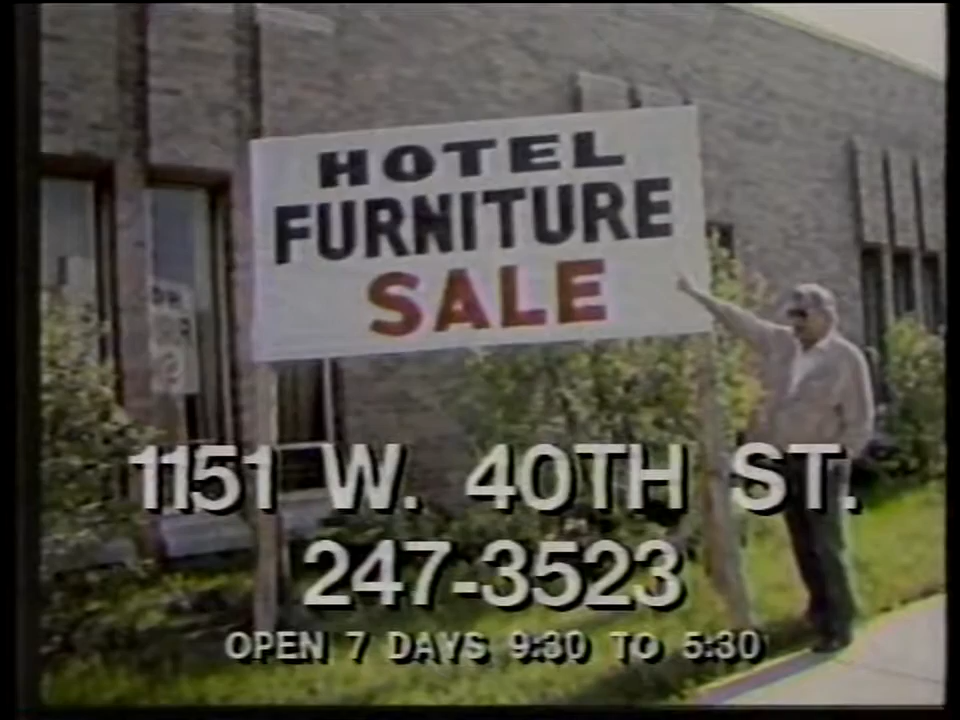 HOTEL
FURNITURE
SALE
1151 W. 40TH ST.
247-3523
OPEN 7 DAYS 9:30 TO 5:30